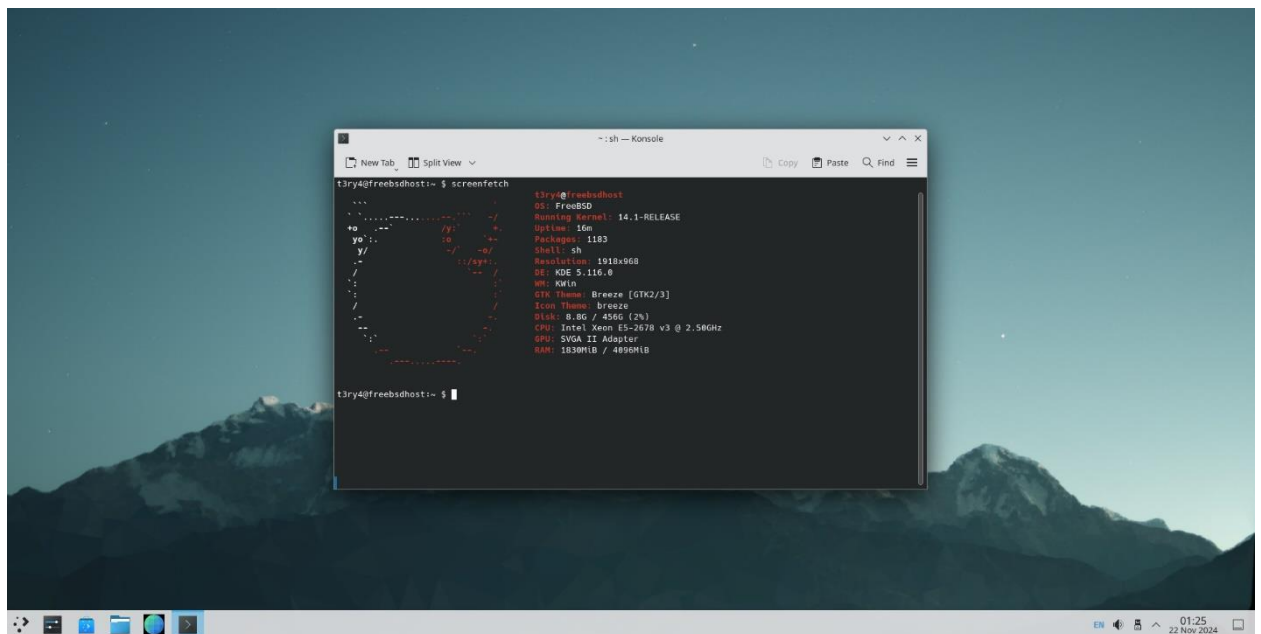 ~ : sh — Konsole
New Tab Split View Copy Paste Find
t3ry4@freebsdhost:~ $ screenfetch
t3ry4@freebsdhost
OS: FreeBSD
Running Kernel: 14.1-RELEASE
Uptime: 16m
Packages: 1183
Shell: sh
Resolution: 1918x968
DE: KDE 5.116.0
WM: KWin
GTK Theme: Breeze [GTK2/3]
Icon Theme: breeze
Disk: 8.8G / 456G (2%)
CPU: Intel Xeon E5-2678 v3 @ 2.50GHz
GPU: SVGA II Adapter
RAM: 1830MiB / 4096MiB
t3ry4@freebsdhost:~ $
EN 01:25
22 Nov 2024